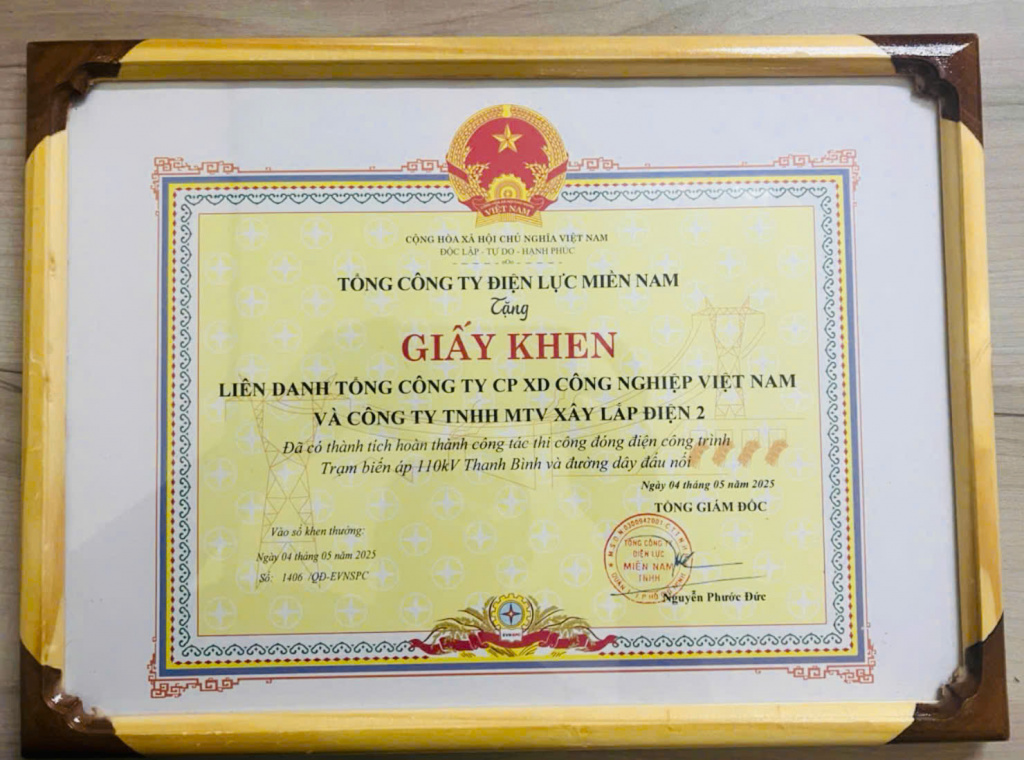 VIỆT NAM
CỘNG HÒA XÃ HỘI CHỦ NGHĨA VIỆT NAM
ĐỘC LẬP - TỰ DO - HẠNH PHÚC
TỔNG CÔNG TY ĐIỆN LỰC MIỀN NAM
Tặng
GIẤY KHEN
LIÊN DANH TỔNG CÔNG TY CP XD CÔNG NGHIỆP VIỆT NAM
VÀ CÔNG TY TNHH MTV XÂY LẮP ĐIỆN 2
Đã có thành tích hoàn thành công tác thi công đóng điện công trình
Trạm biến áp 110kV Thanh Bình và đường dây đấu nối
Ngày 04 tháng 05 năm 2025
TỔNG GIÁM ĐỐC
Vào sổ khen thưởng:
Ngày 04 tháng 05 năm 2025
Số: 1406 /QĐ-EVNSPC
TỔNG CÔNG TY
ĐIỆN LỰC
MIỀN NAM
TNHH
Nguyễn Phước Đức